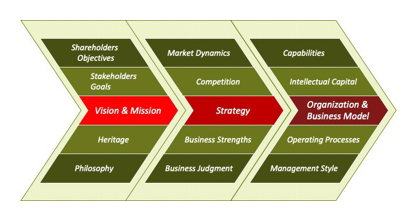 Shareholders
Objectives
Stakeholders
Goals
Vision & Mission
Heritage
Philosophy
Market Dynamics
Competition
Strategy
Business Strengths
Business Judgment
Capabilities
Intellectual Capital
Organization &
Business Model
Operating Processes
Management Style